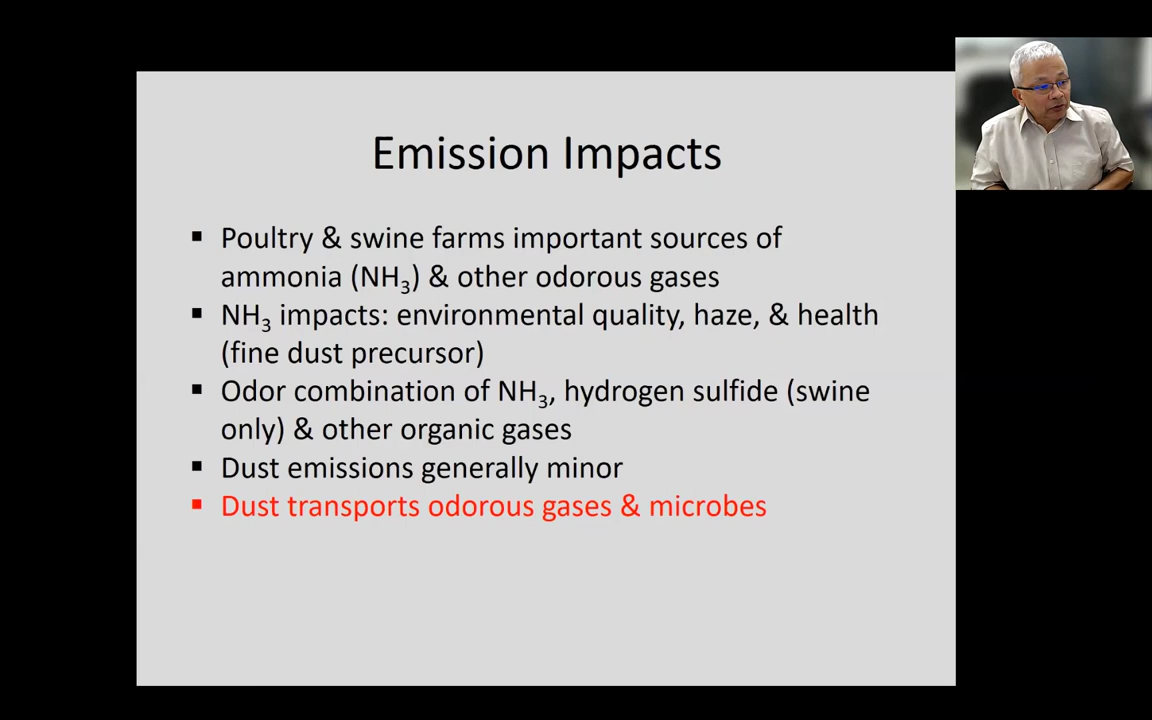 Emission Impacts
▪ Poultry & swine farms important sources of
ammonia (NH₃) & other odorous gases
▪ NH₃ impacts: environmental quality, haze, & health
(fine dust precursor)
▪ Odor combination of NH₃, hydrogen sulfide (swine
only) & other organic gases
▪ Dust emissions generally minor
▪ Dust transports odorous gases & microbes